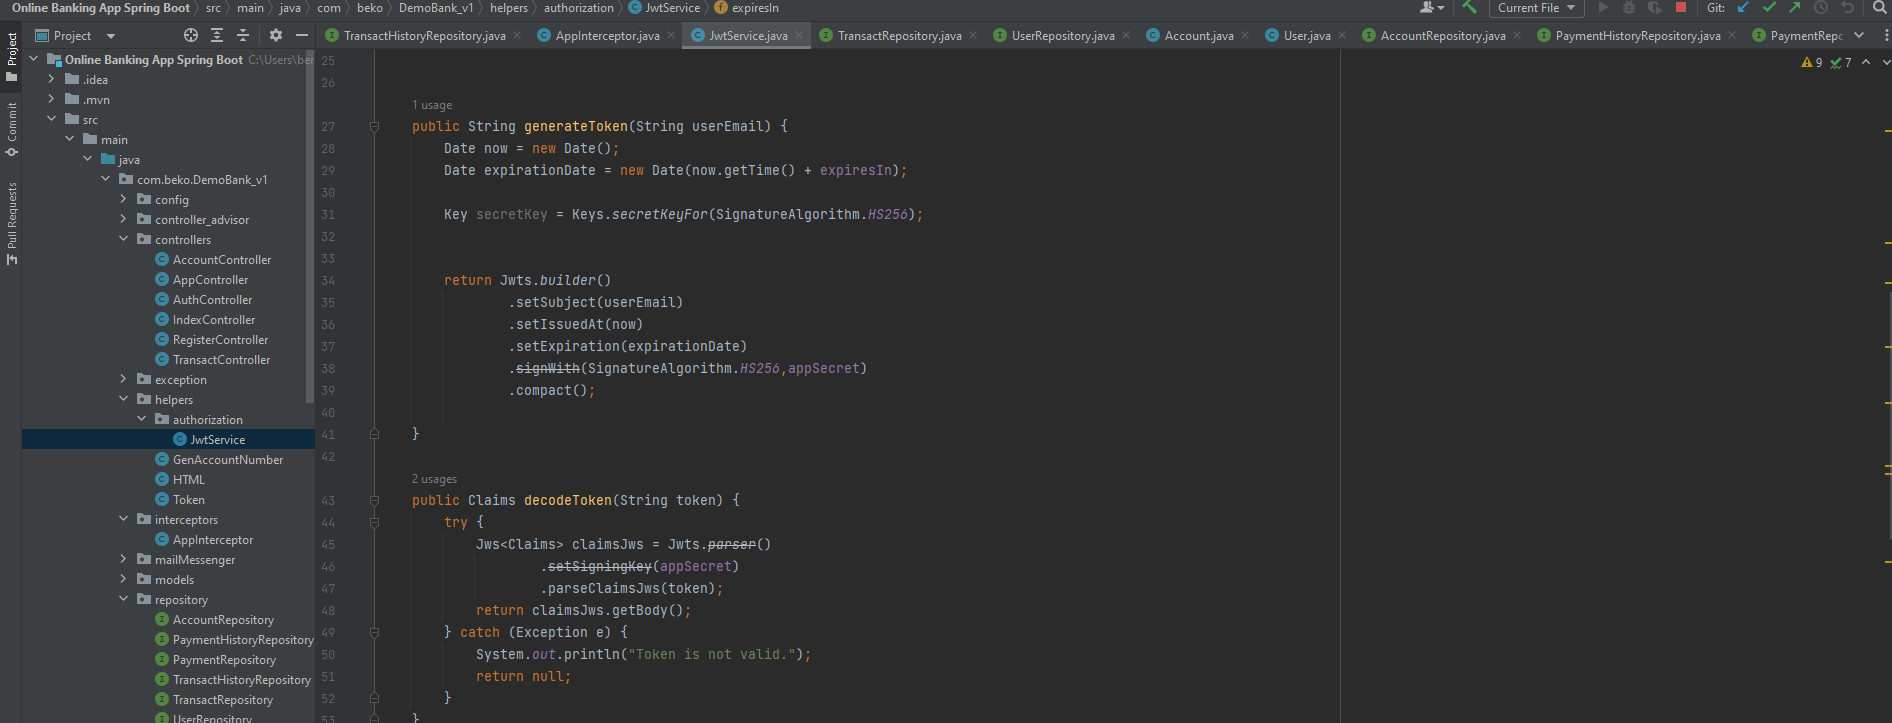 Online Banking App Spring Boot > src > main > java > com > beko > DemoBank_v1 > helpers > authorization > JwtService > expiresIn
Current File
Git:
Project
TransactHistoryRepository.java
AppInterceptor.java
JwtService.java
TransactRepository.java
UserRepository.java
Account.java
User.java
AccountRepository.java
PaymentHistoryRepository.java
PaymentRepo
Project
Commit
Pull Requests
Online Banking App Spring Boot C:\Users\ber
.idea
.mvn
src
main
java
com.beko.DemoBank_v1
config
controller_advisor
controllers
AccountController
AppController
AuthController
IndexController
RegisterController
TransactController
exception
helpers
authorization
JwtService
GenAccountNumber
HTML
Token
interceptors
AppInterceptor
mailMessenger
models
repository
AccountRepository
PaymentHistoryRepository
PaymentRepository
TransactHistoryRepository
TransactRepository
UserRepository
9 7
25
26
1 usage
27 public String generateToken(String userEmail) {
28 Date now = new Date();
29 Date expirationDate = new Date(now.getTime() + expiresIn);
30
31 Key secretKey = Keys.secretKeyFor(SignatureAlgorithm.HS256);
32
33
34 return Jwts.builder()
35 .setSubject(userEmail)
36 .setIssuedAt(now)
37 .setExpiration(expirationDate)
38 .signWith(SignatureAlgorithm.HS256,appSecret)
39 .compact();
40
41 }
42
2 usages
43 public Claims decodeToken(String token) {
44 try {
45 Jws<Claims> claimsJws = Jwts.parser()
46 .setSigningKey(appSecret)
47 .parseClaimsJws(token);
48 return claimsJws.getBody();
49 } catch (Exception e) {
50 System.out.println("Token is not valid.");
51 return null;
52 }
53 }